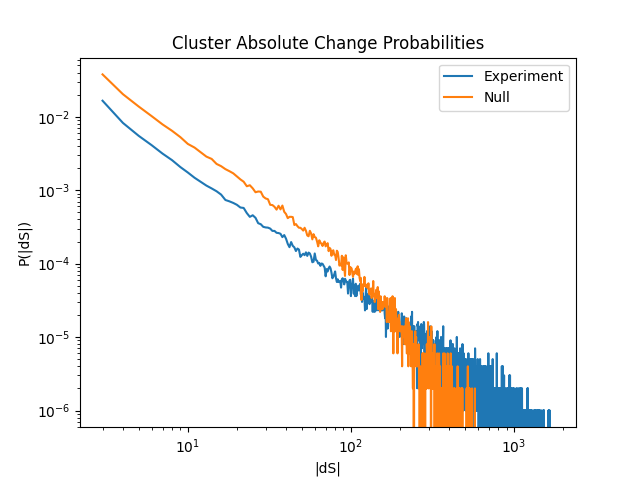 Cluster Absolute Change Probabilities
Experiment
Null
P(|dS|)
10⁻²
10⁻³
10⁻⁴
10⁻⁵
10⁻⁶
10¹
10²
10³
|dS|